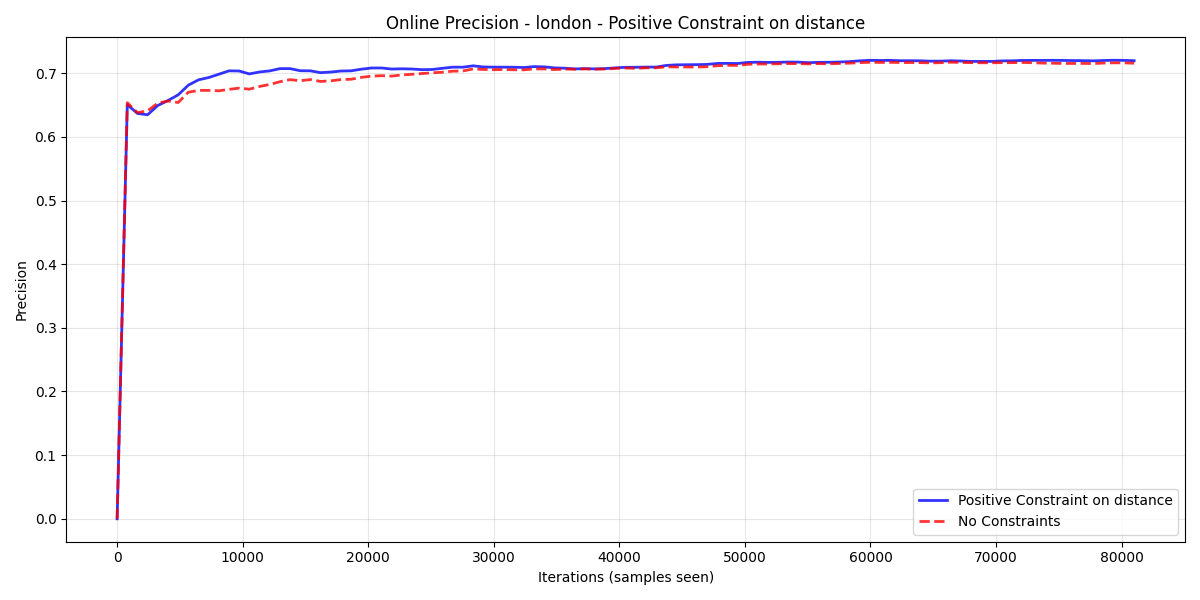 Online Precision - london - Positive Constraint on distance
Precision
0.7
0.6
0.5
0.4
0.3
0.2
0.1
0.0
Positive Constraint on distance
No Constraints
0 10000 20000 30000 40000 50000 60000 70000 80000
Iterations (samples seen)